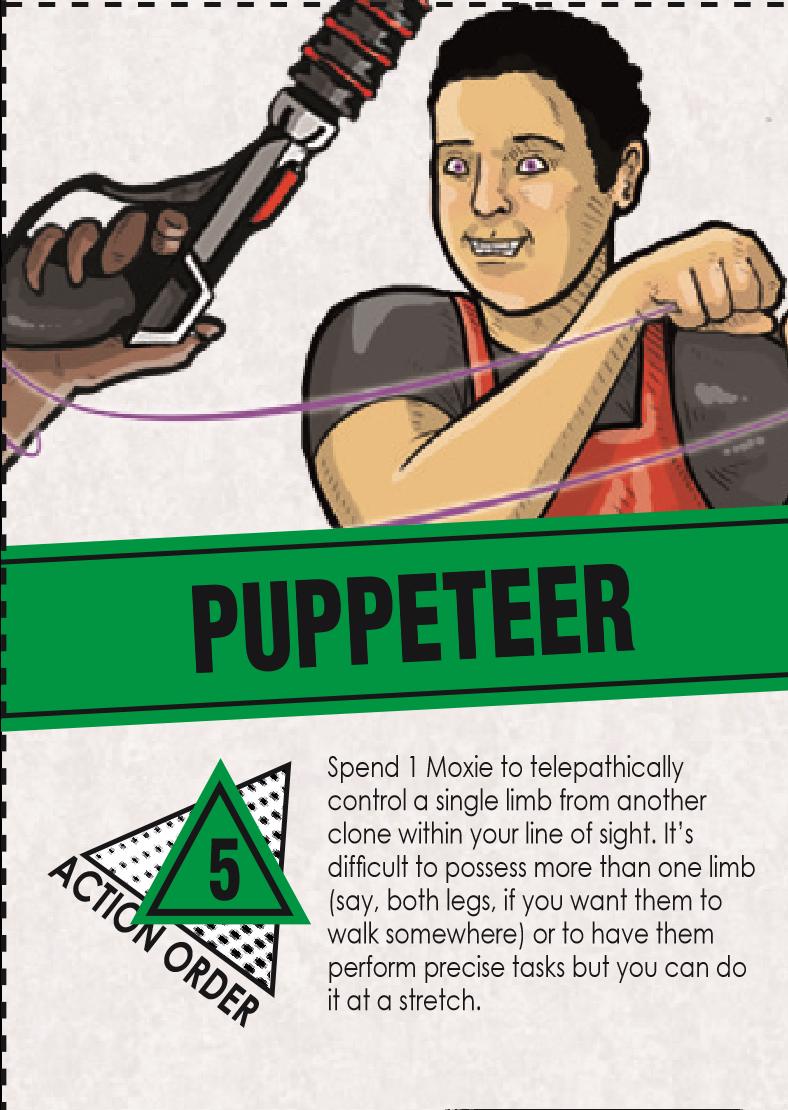 PUPPETEER
5
ACTION ORDER
Spend 1 Moxie to telepathically
control a single limb from another
clone within your line of sight. It’s
difficult to possess more than one limb
(say, both legs, if you want them to
walk somewhere) or to have them
perform precise tasks but you can do
it at a stretch.